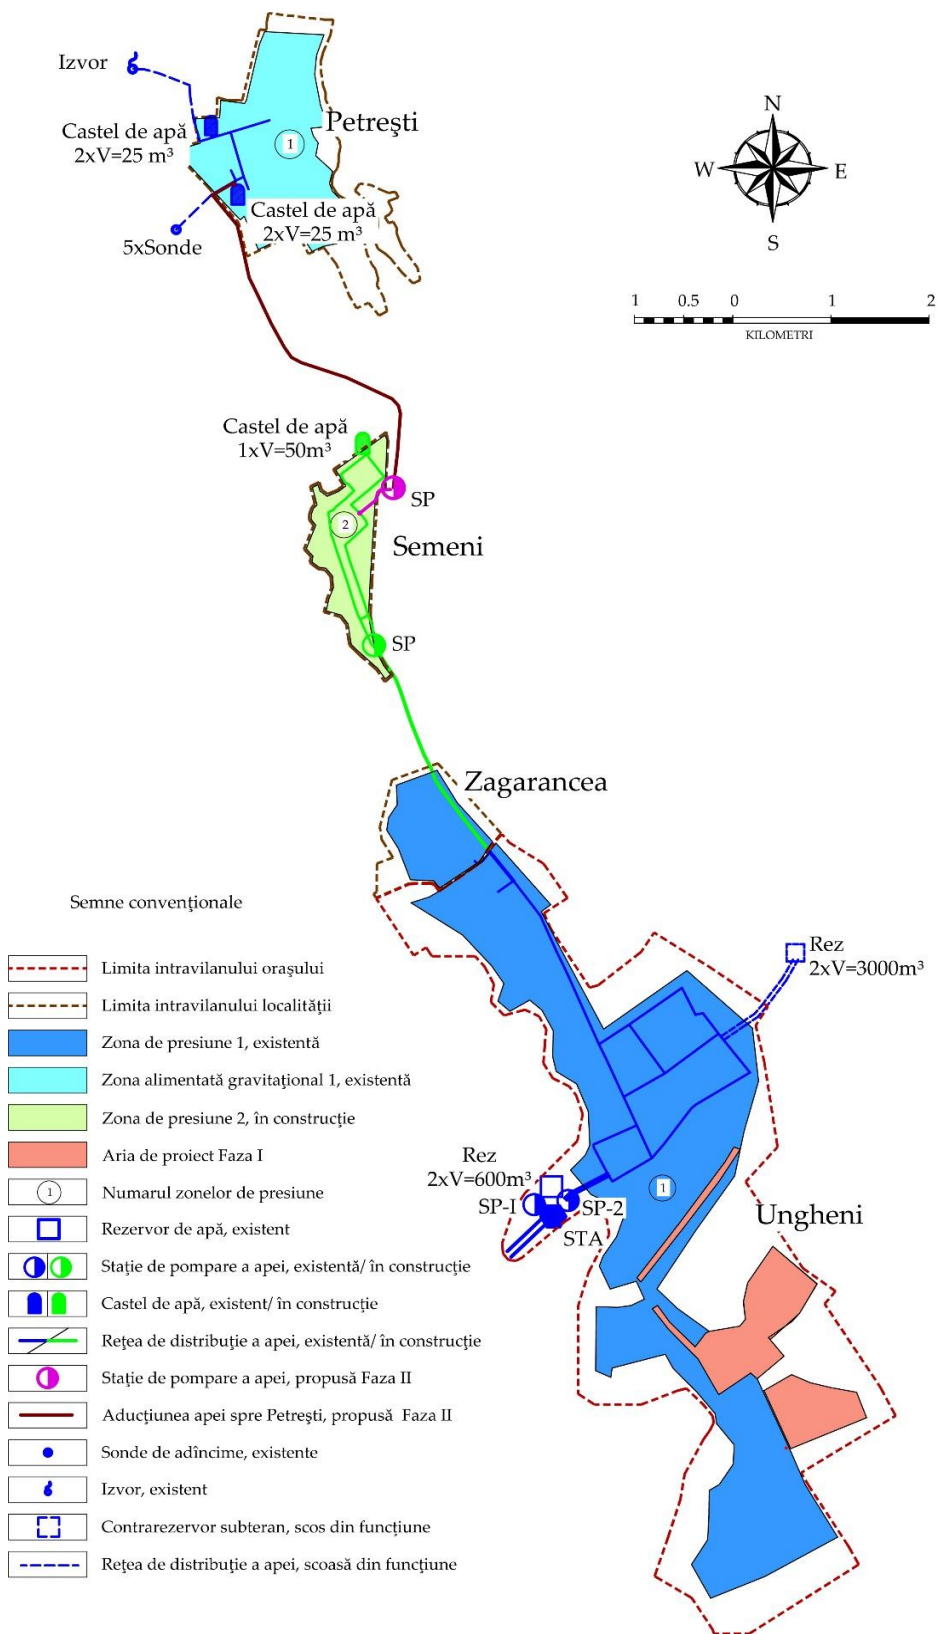 Izvor
Petreşti
Castel de apă
2xV=25 m³
1
Castel de apă
2xV=25 m³
5xSonde
N
W
E
S
1 0.5 0 1 2
KILOMETRI
Castel de apă
1xV=50m³
SP
2
Semeni
SP
Zagarancea
Rez
2xV=3000m³
Rez
2xV=600m³
SP-I
SP-2
STA
1
Ungheni
Semne convenţionale
Limita intravilanului oraşului
Limita intravilanului localităţii
Zona de presiune 1, existentă
Zona alimentată gravitaţional 1, existentă
Zona de presiune 2, în construcţie
Aria de proiect Faza I
1
Numarul zonelor de presiune
Rezervor de apă, existent
Staţie de pompare a apei, existentă/ în construcţie
Castel de apă, existent/ în construcţie
Reţea de distribuţie a apei, existentă/ în construcţie
Staţie de pompare a apei, propusă Faza II
Aducţiunea apei spre Petreşti, propusă Faza II
Sonde de adîncime, existente
Izvor, existent
Contrarezervor subteran, scos din funcţiune
Reţea de distribuţie a apei, scoasă din funcţiune